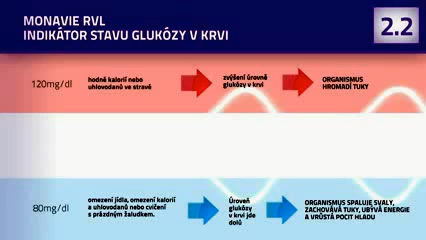 MONAVIE RVL
INDIKÁTOR STAVU GLUKÓZY V KRVI
2.2
120mg/dl
hodně kalorií nebo
uhlovodanů ve stravě
zvýšení úrovně
glukózy v krvi
ORGANISMUS
HROMADÍ TUKY
80mg/dl
omezení jídla, omezení kalorií
a uhlovodanů nebo cvičení
s prázdným žaludkem.
Úroveň
glukózy
v krvi jde
dolů
ORGANISMUS SPALUJE SVALY,
ZACHOVÁVÁ TUKY, UBÝVÁ ENERGIE
A VRŮSTÁ POCIT HLADU